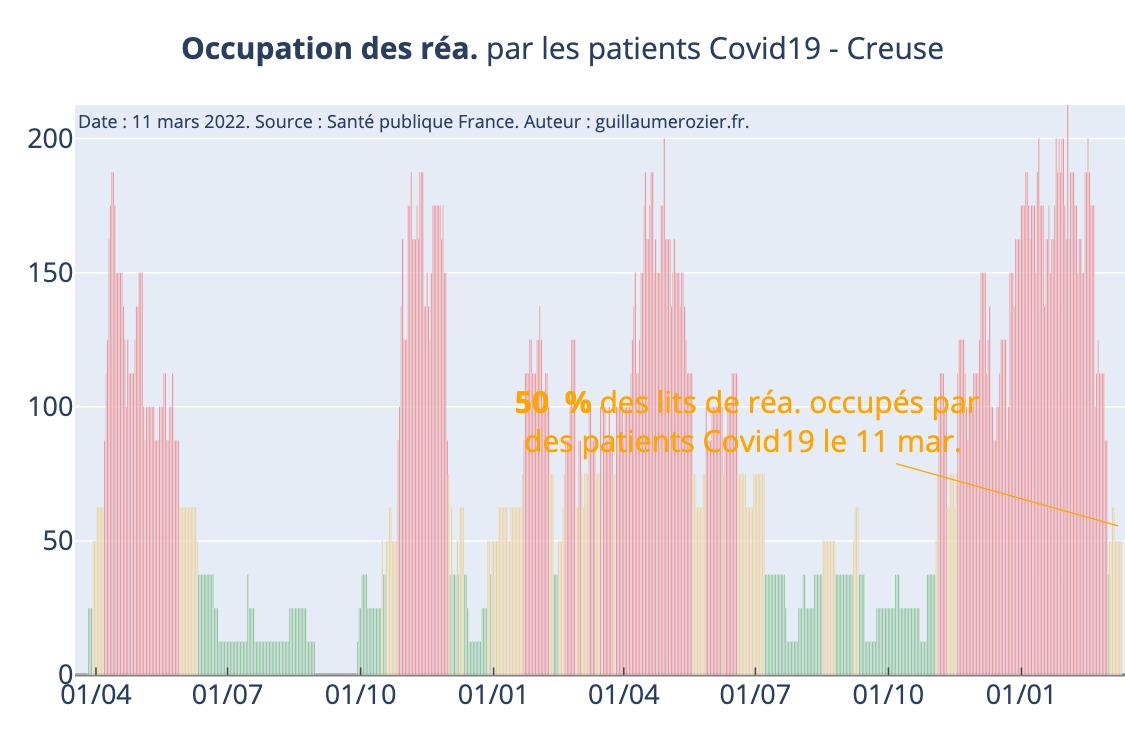 Occupation des réa. par les patients Covid19 - Creuse
Date : 11 mars 2022. Source : Santé publique France. Auteur : guillaumerozier.fr.
200
150
100
50 % des lits de réa. occupés par
des patients Covid19 le 11 mar.
50
0
01/04 01/07 01/10 01/01 01/04 01/07 01/10 01/01